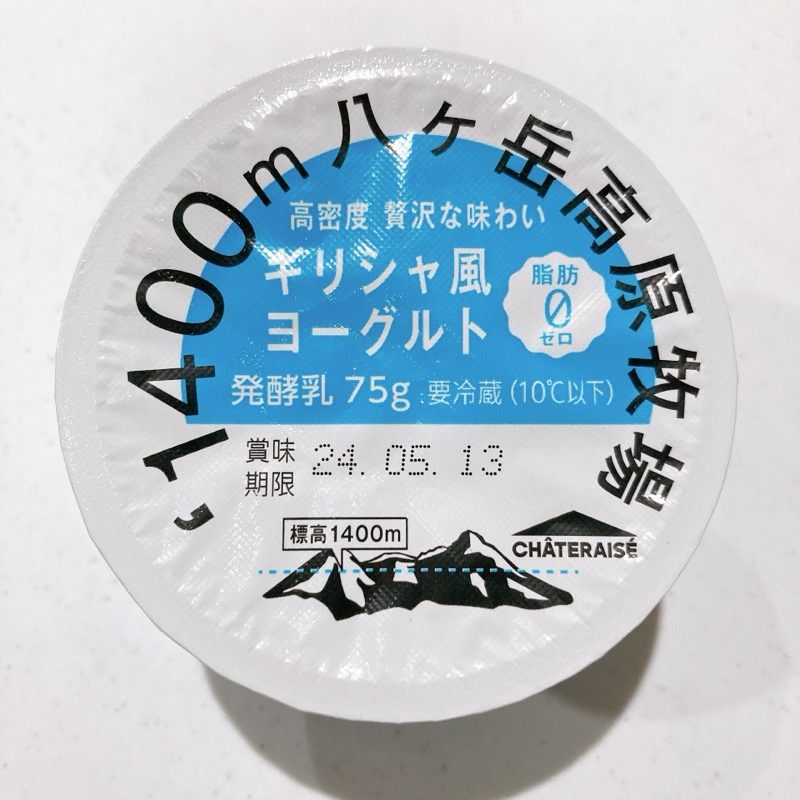 ,1400m八ヶ岳高原牧場
高密度 贅沢な味わい
ギリシャ風
ヨーグルト
脂肪
0
ゼロ
発酵乳 75g 要冷蔵 (10℃以下)
賞味
期限
24. 05. 13
標高1400m
CHÂTERAISÉ